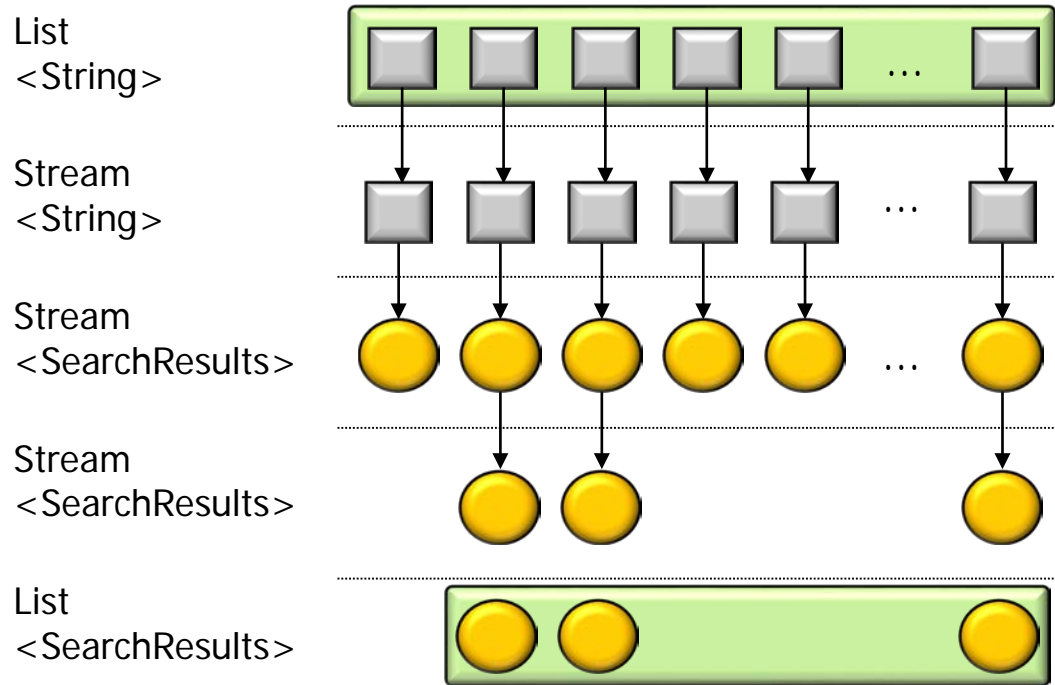 List
<String>
...
Stream
<String>
...
Stream
<SearchResults>
...
Stream
<SearchResults>
List
<SearchResults>